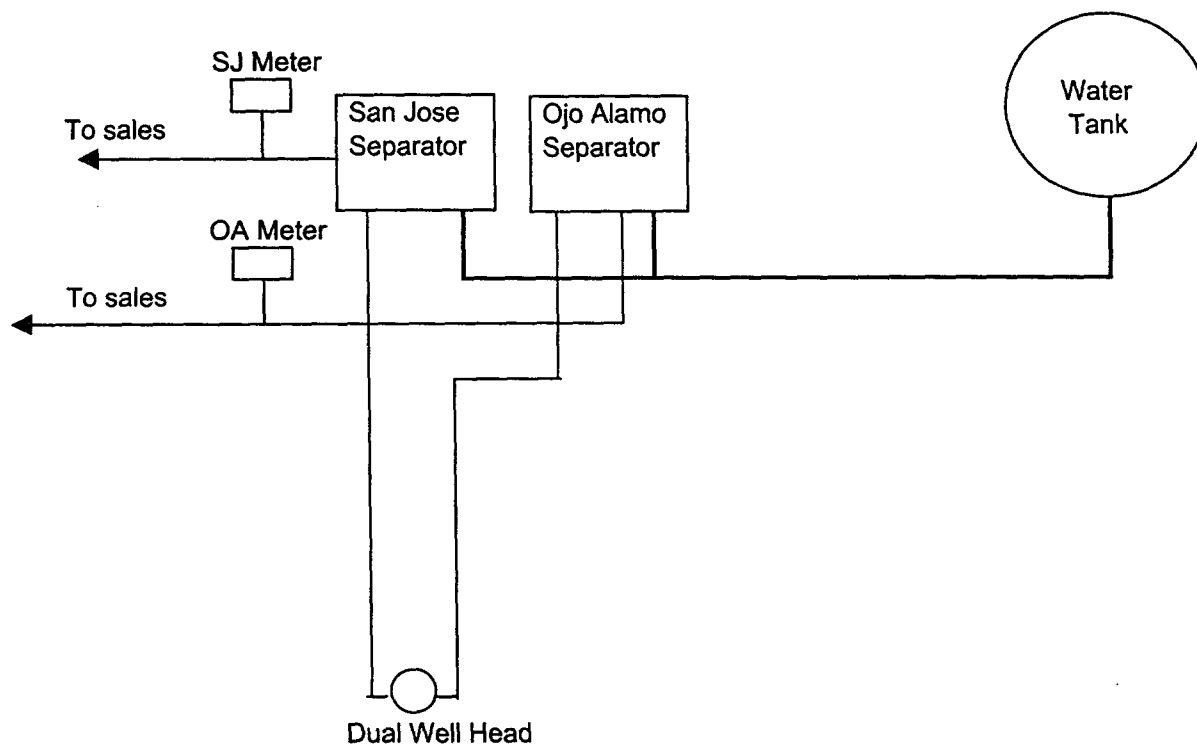 SJ Meter
To sales
San Jose
Separator
Ojo Alamo
Separator
Water
Tank
OA Meter
To sales
Dual Well Head